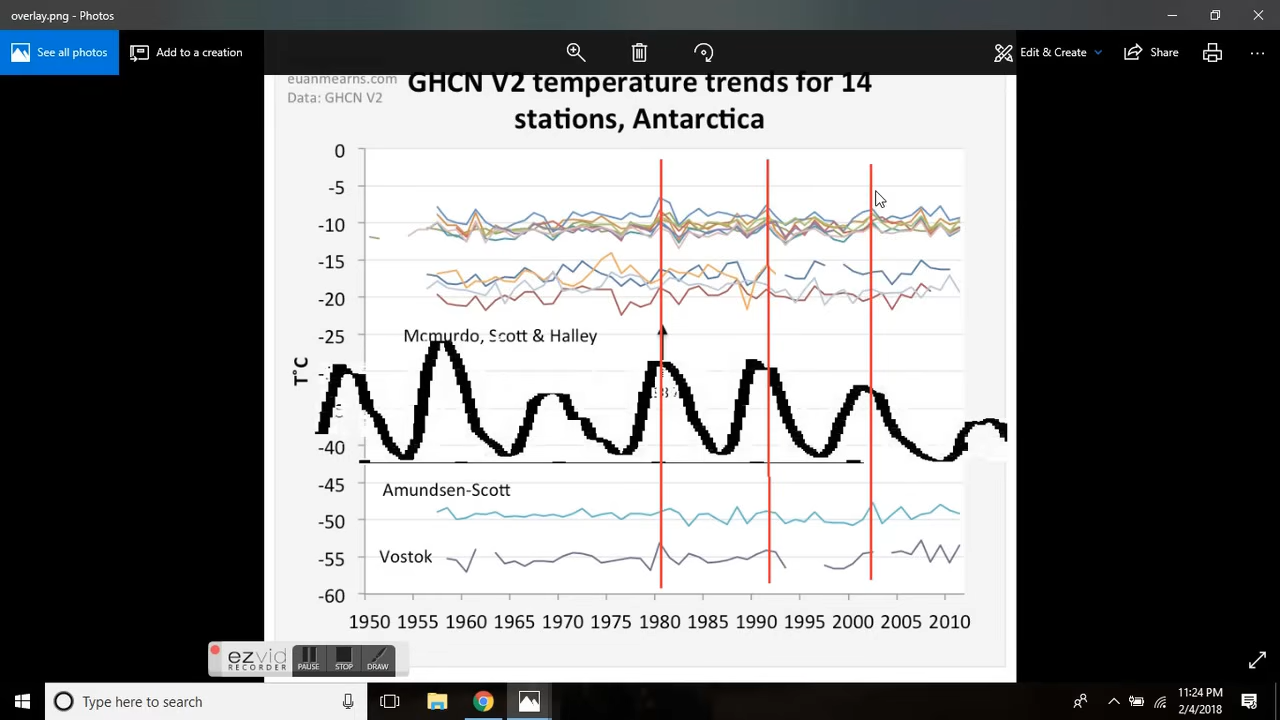 overlay.png - Photos
See all photos
Add to a creation
Edit & Create
Share
euanmearns.com
Data: GHCN V2
GHCN V2 temperature trends for 14
stations, Antarctica
0
-5
-10
-15
-20
-25
Mcmurdo, Scott & Halley
T°C
-40
-45
Amundsen-Scott
-50
Vostok
-55
-60
1950 1955 1960 1965 1970 1975 1980 1985 1990 1995 2000 2005 2010
ezvid
RECORDER
PAUSE
STOP
DRAW
Type here to search
11:24 PM
2/4/2018